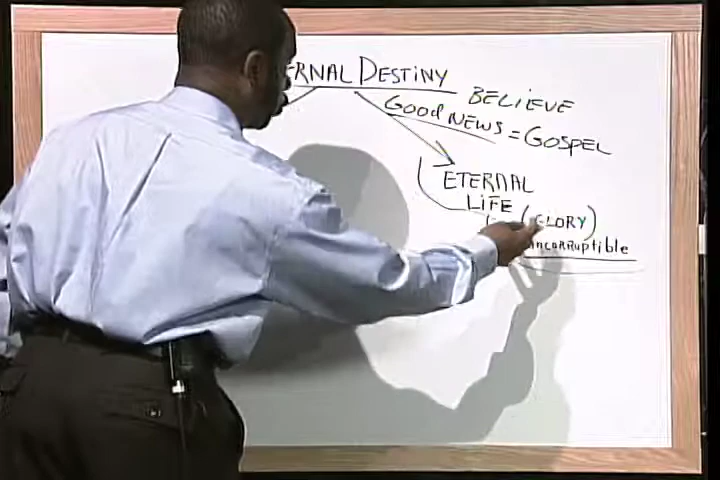 ERNAL DESTINY
BELIEVE
GOOD NEWS = GOSPEL
ETERNAL
LIFE
(GLORY)
INCORRUPTIBLE